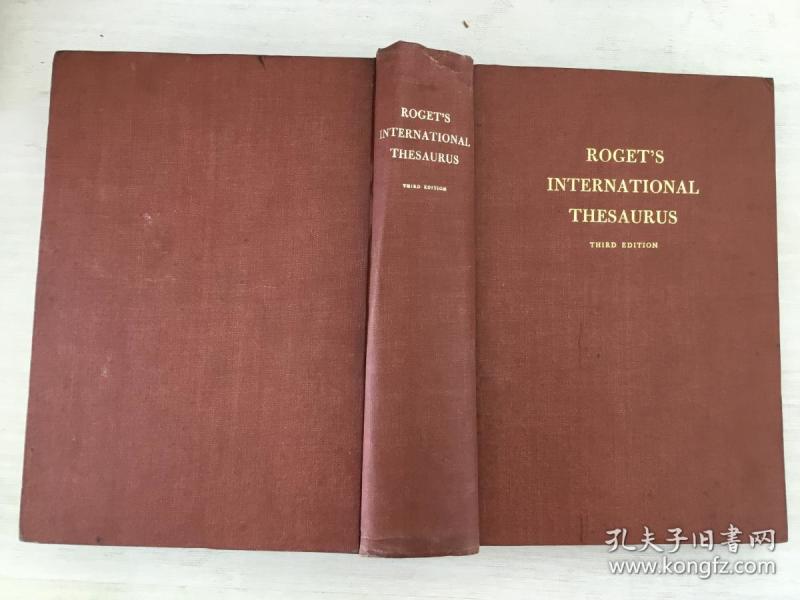 ROGET'S
INTERNATIONAL
THESAURUS
THIRD EDITION
ROGET'S
INTERNATIONAL
THESAURUS
THIRD EDITION
孔夫子旧书网
www.kongfz.com